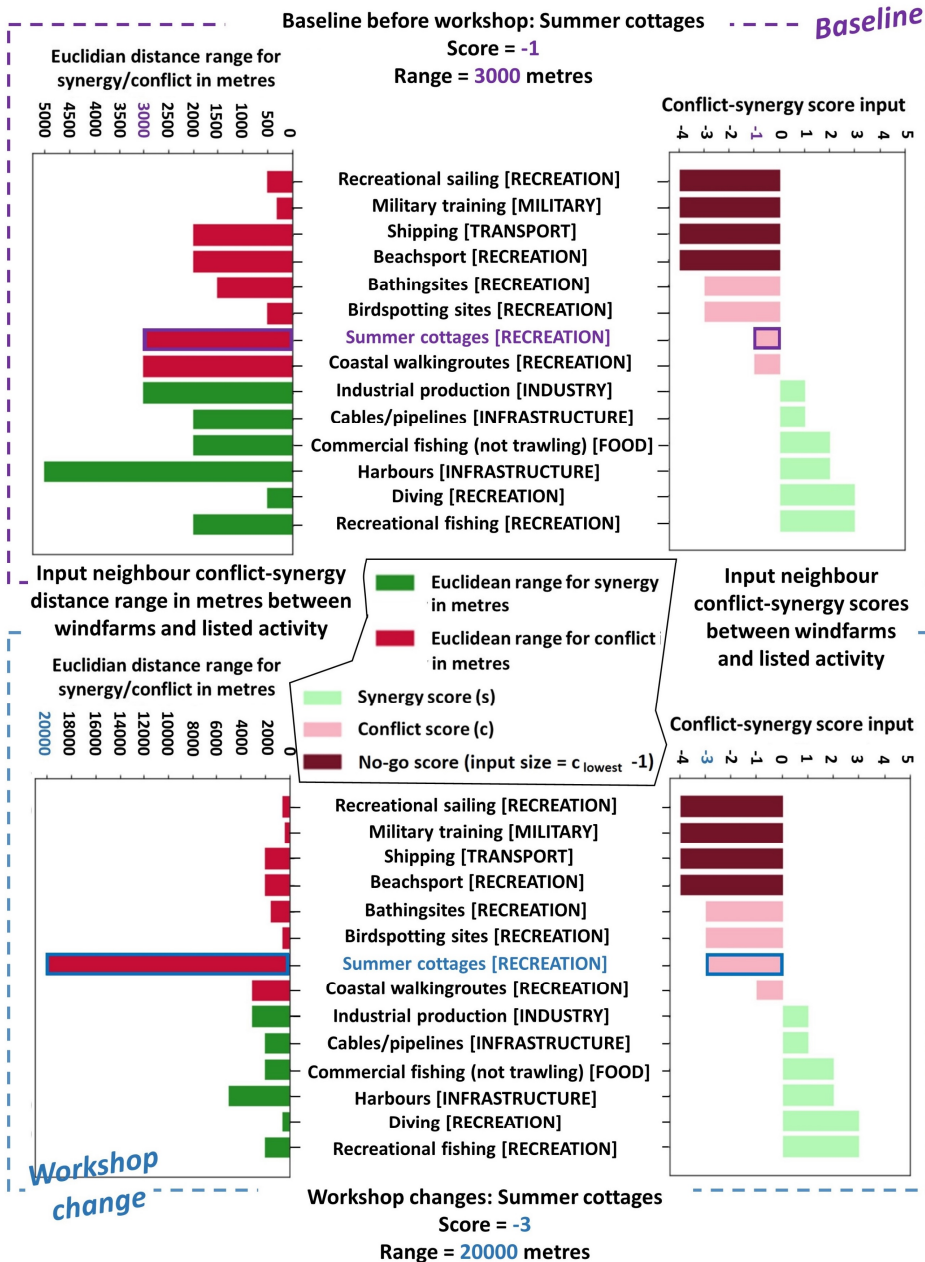 Baseline before workshop: Summer cottages
Score = -1
Range = 3000 metres
Baseline
Euclidian distance range for
synergy/conflict in metres
5000
4000
3000
2000
1000
500
0
Conflict-synergy score input
-4
-3
-1
0
1
2
3
4
5
Recreational sailing [RECREATION]
Military training [MILITARY]
Shipping [TRANSPORT]
Beachsport [RECREATION]
Bathingsites [RECREATION]
Birdspotting sites [RECREATION]
Summer cottages [RECREATION]
Coastal walkingroutes [RECREATION]
Industrial production [INDUSTRY]
Cables/pipelines [INFRASTRUCTURE]
Commercial fishing (not trawling) [FOOD]
Harbours [INFRASTRUCTURE]
Diving [RECREATION]
Recreational fishing [RECREATION]
Input neighbour conflict-synergy
distance range in metres between
windfarms and listed activity
Euclidean range for synergy
in metres
Euclidean range for conflict
in metres
Synergy score (s)
Conflict score (c)
No-go score (input size = c lowest -1)
Input neighbour
conflict-synergy scores
between windfarms
and listed activity
Euclidian distance range for
synergy/conflict in metres
20000
18000
16000
14000
12000
10000
8000
6000
4000
2000
0
Conflict-synergy score input
-4
-3
-1
0
1
2
3
4
5
Recreational sailing [RECREATION]
Military training [MILITARY]
Shipping [TRANSPORT]
Beachsport [RECREATION]
Bathingsites [RECREATION]
Birdspotting sites [RECREATION]
Summer cottages [RECREATION]
Coastal walkingroutes [RECREATION]
Industrial production [INDUSTRY]
Cables/pipelines [INFRASTRUCTURE]
Commercial fishing (not trawling) [FOOD]
Harbours [INFRASTRUCTURE]
Diving [RECREATION]
Recreational fishing [RECREATION]
Workshop
change
Workshop changes: Summer cottages
Score = -3
Range = 20000 metres